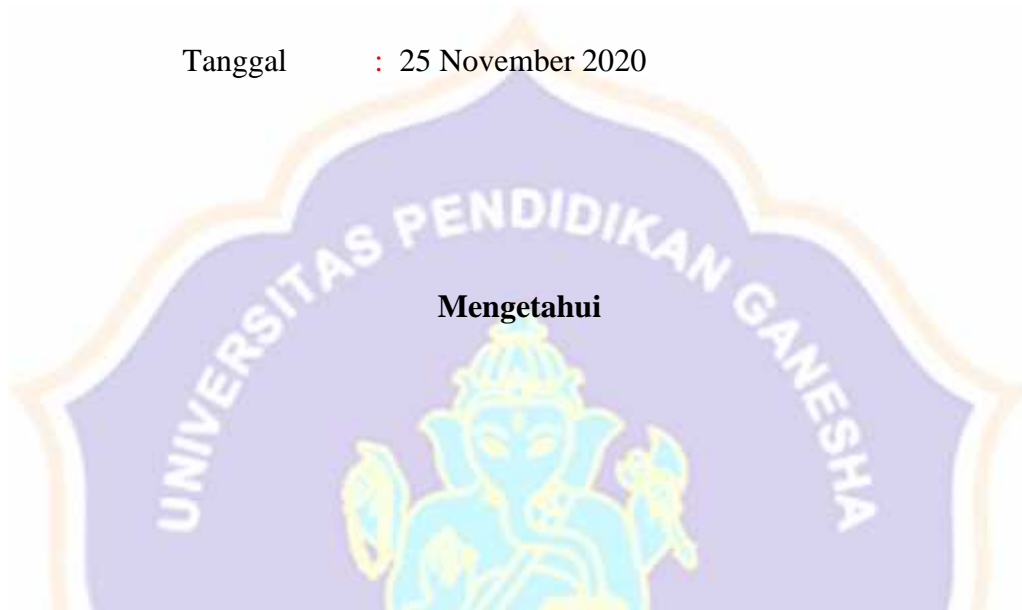 Tanggal : 25 November 2020
UNIVERSITAS PENDIDIKAN GANESHA
Mengetahui